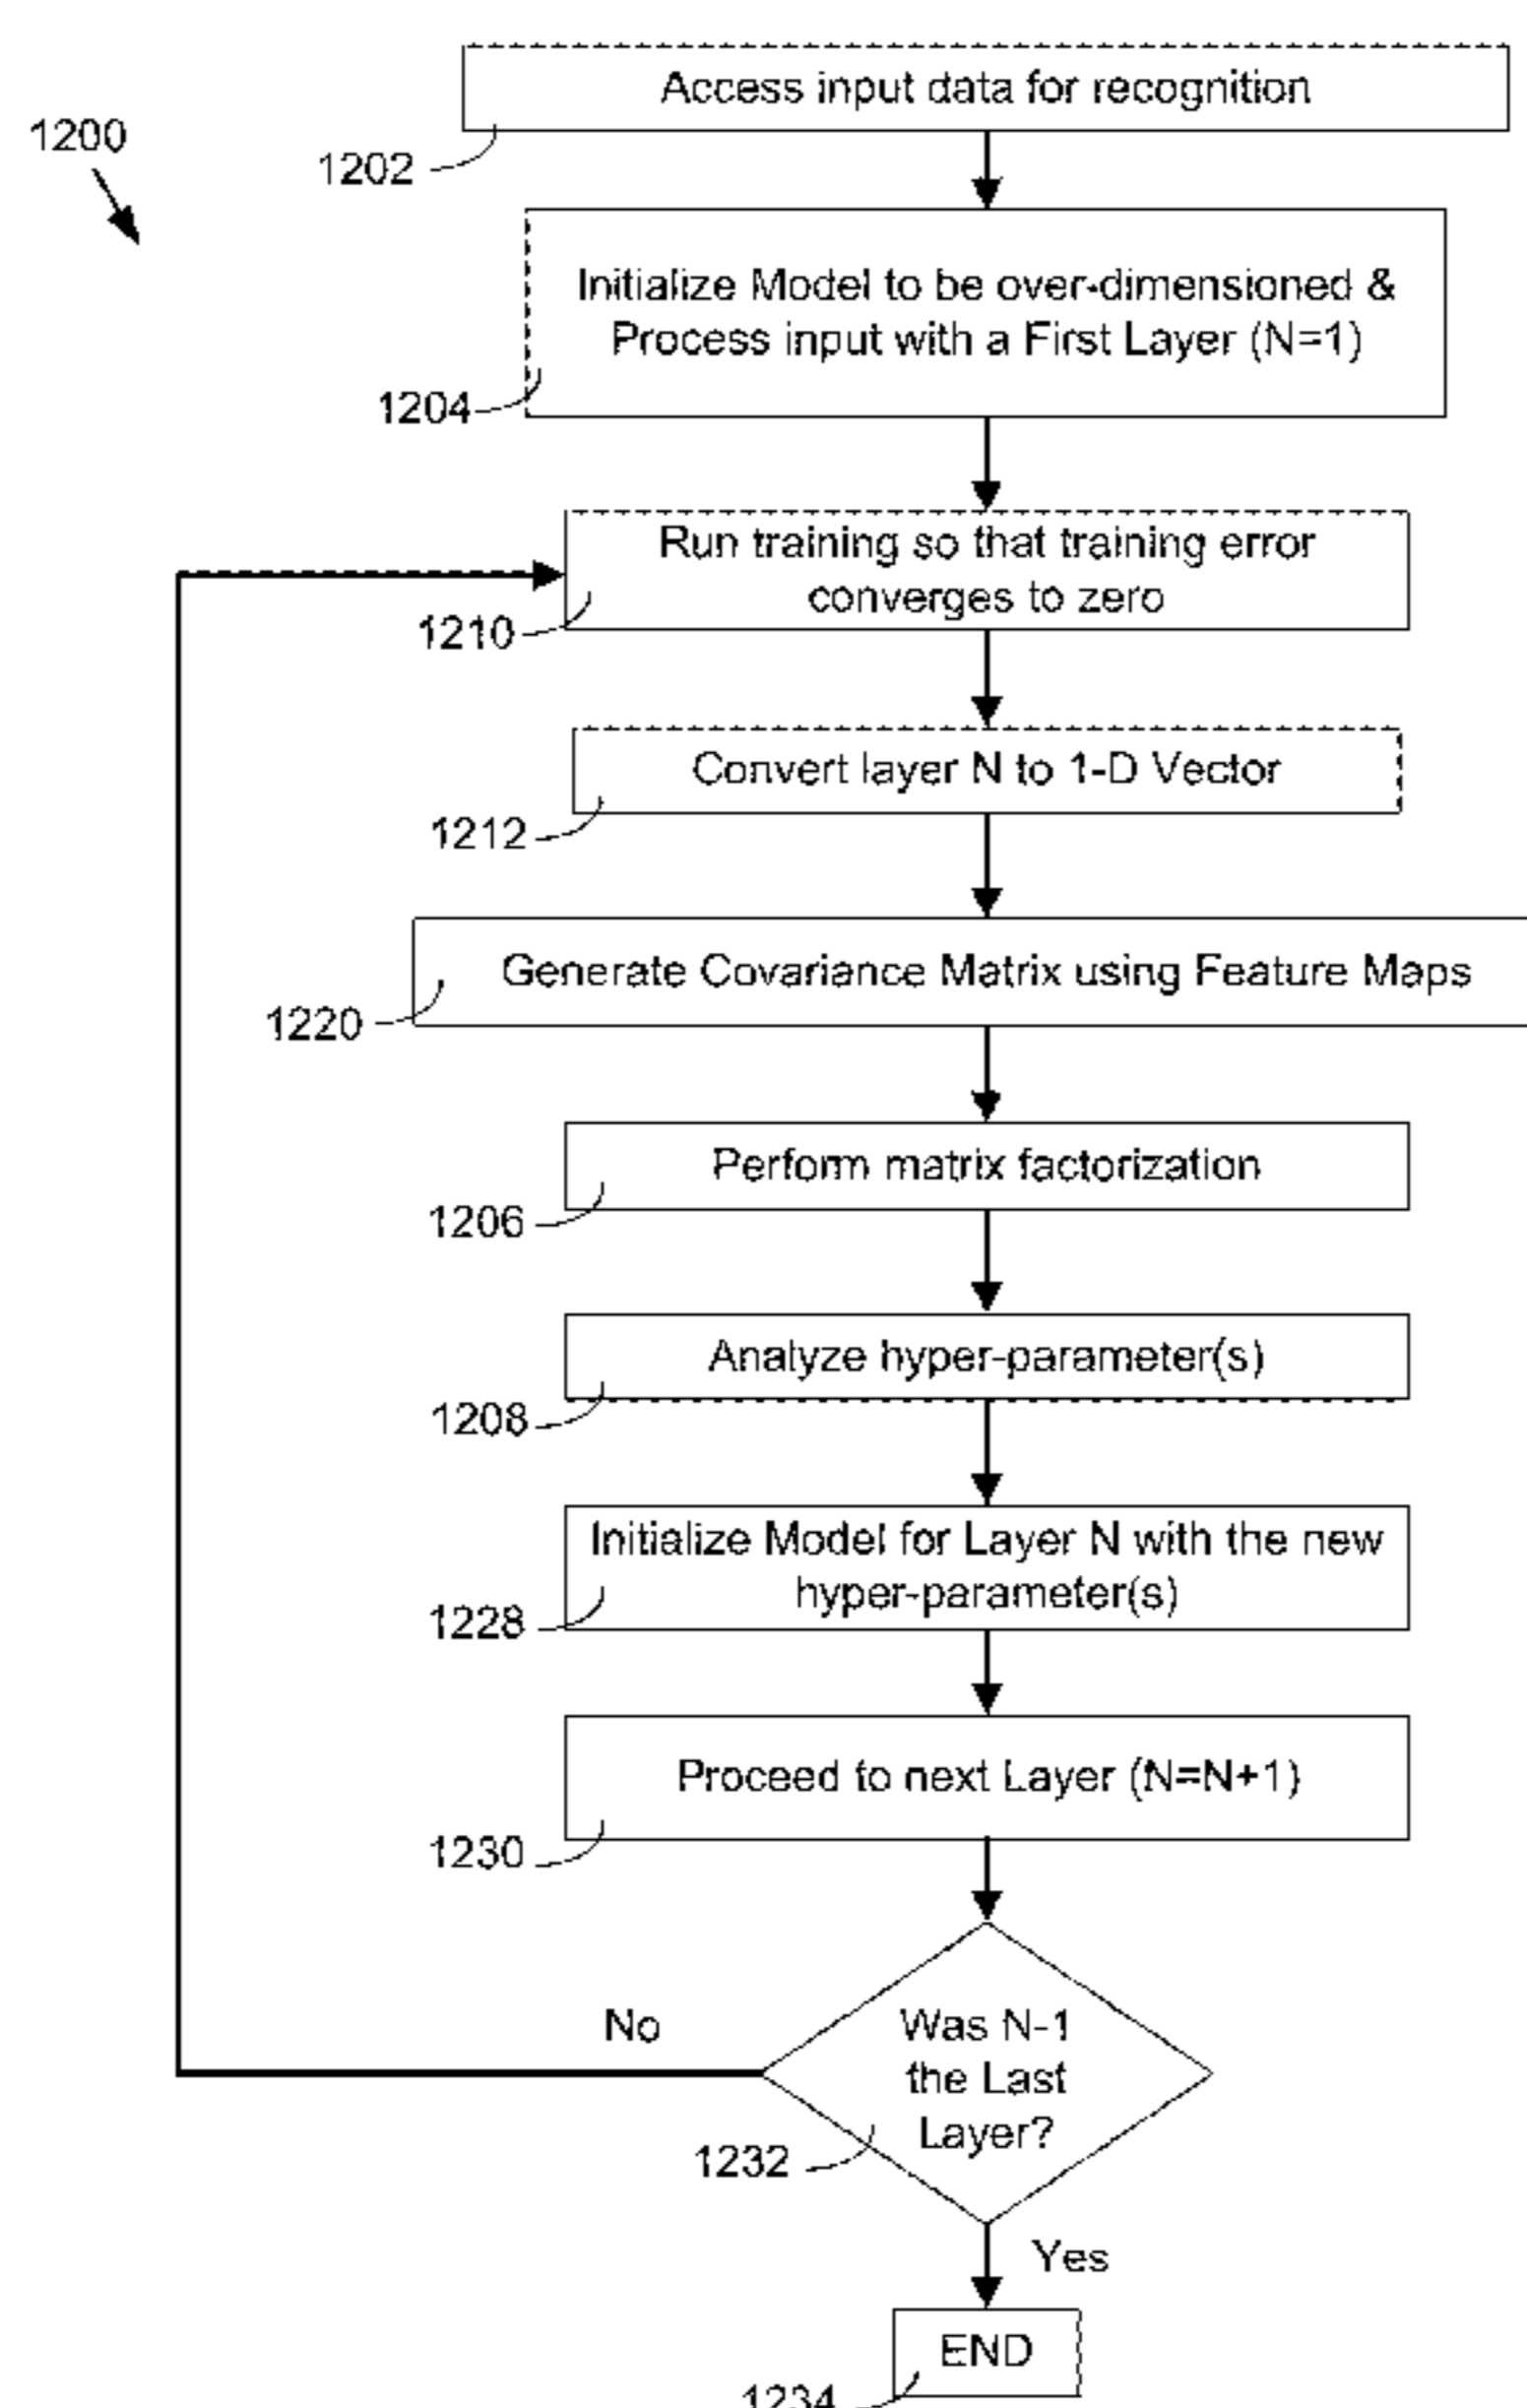 Access input data for recognition
1200
1202
Initialize Model to be over-dimensioned &
Process input with a First Layer (N=1)
1204
Run training so that training error
converges to zero
1210
Convert layer N to 1-D Vector
1212
Generate Covariance Matrix using Feature Maps
1220
Perform matrix factorization
1206
Analyze hyper-parameter(s)
1208
Initialize Model for Layer N with the new
hyper-parameter(s)
1228
Proceed to next Layer (N=N+1)
1230
No
Was N-1
the Last
Layer?
1232
Yes
END
1234